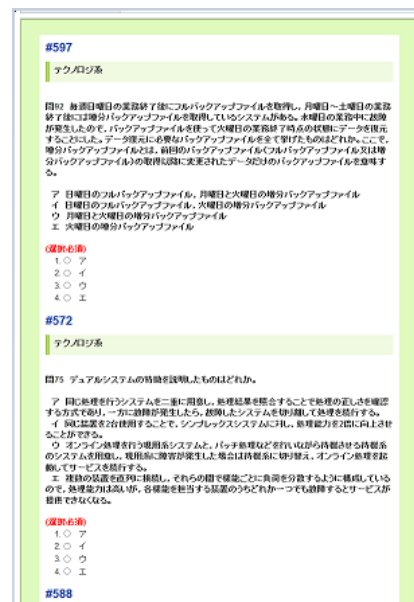 #597
テクノロジ系
問92 毎週日曜日の業務終了後にフルバックアップファイルを取得し，月曜日～土曜日の業務
終了後には増分バックアップファイルを取得しているシステムがある。水曜日の業務中に故障
が発生したので，バックアップファイルを使って火曜日の業務終了時点の状態にデータを復元
することにした。データ復元に必要なバックアップファイルを全て挙げたものはどれか。ここで，
増分バックアップファイルとは，前回のバックアップファイル(フルバックアップファイル又は増
分バックアップファイル)の取得以降に変更されたデータだけのバックアップファイルを意味す
る。
ア 日曜日のフルバックアップファイル，月曜日と火曜日の増分バックアップファイル
イ 日曜日のフルバックアップファイル，火曜日の増分バックアップファイル
ウ 月曜日と火曜日の増分バックアップファイル
エ 火曜日の増分バックアップファイル
(選択必須)
1. ア
2. イ
3. ウ
4. エ
#572
テクノロジ系
問75 デュアルシステムの特徴を説明したものはどれか。
ア 同じ処理を行うシステムを二重に用意し，処理結果を照合することで処理の正しさを確認
する方式であり，一方に故障が発生したら，故障したシステムを切り離して処理を続行する。
イ 同じ装置を2台使用することで，シンプレックスシステムに対し，処理能力を2倍に向上させ
ることができる。
ウ オンライン処理を行う現用系システムと，バッチ処理などを行いながら待機させる待機系
のシステムを用意し，現用系に障害が発生した場合は待機系に切り替え，オンライン処理を起
動してサービスを続行する。
エ 複数の装置を直列に接続し，それらの間で機能ごとに負荷を分散するように構成している
ので，処理能力は高いが，各機能を担当する装置のうちどれか一つでも故障するとサービスが
提供できなくなる。
(選択必須)
1. ア
2. イ
3. ウ
4. エ
#588